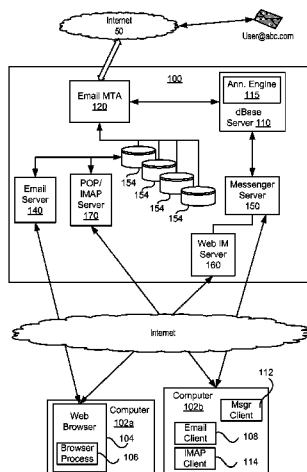 Internet
50
User@abc.com
100
Ann. Engine
115
dBase
Server 110
Email MTA
120
154
154
154
154
Email
Server
140
POP/
IMAP
Server
170
Messenger
Server
150
Web IM
Server
160
Internet
112
Web
Browser
Computer
102a
104
Browser
Process
106
Computer
102b
Msgr
Client
Email
Client
108
IMAP
Client
114